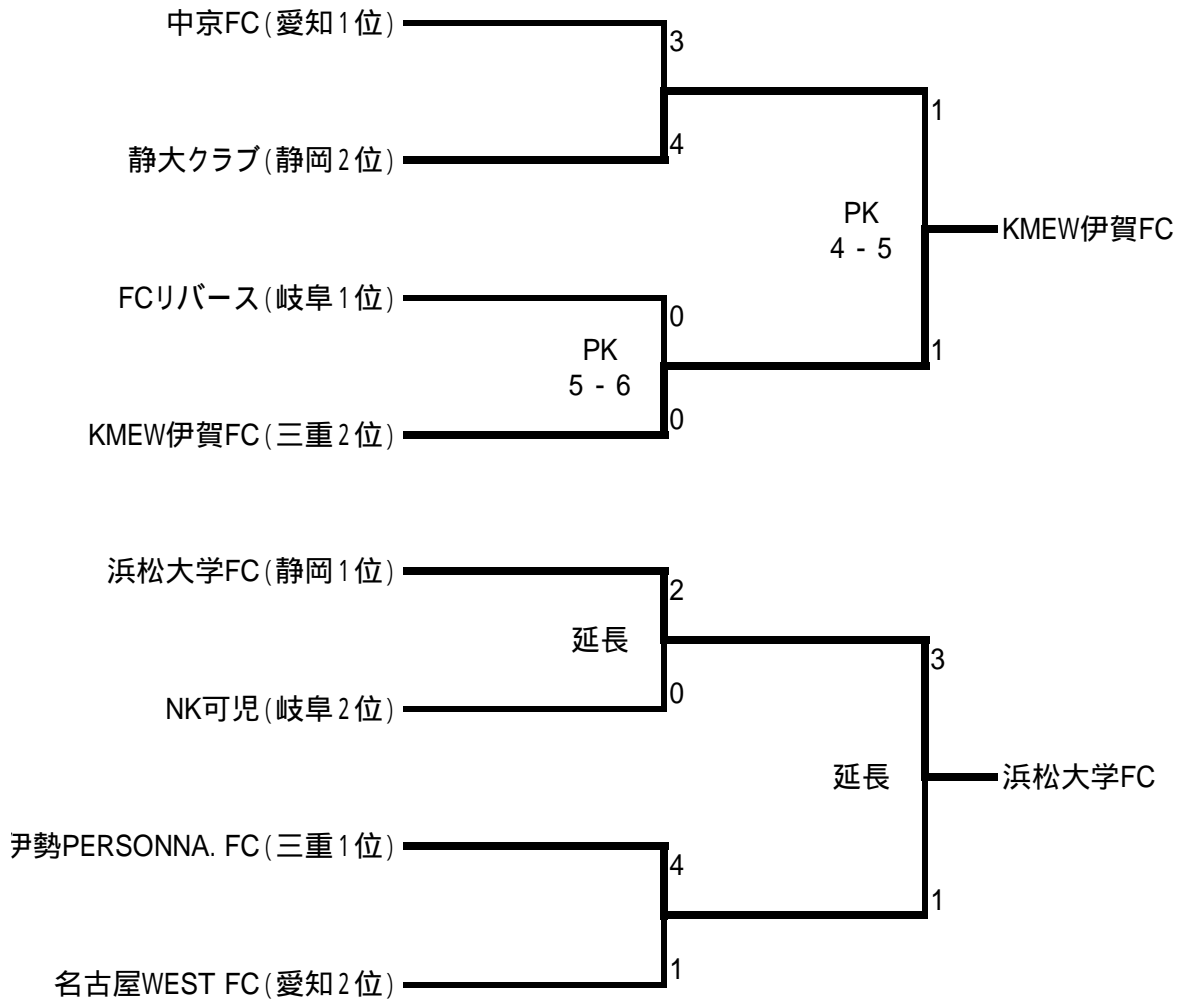 中京FC(愛知1位)
3
1
静大クラブ(静岡2位)
4
PK
4 - 5
KMEW伊賀FC
FCリバース(岐阜1位)
0
PK
5 - 6
1
KMEW伊賀FC(三重2位)
0
浜松大学FC(静岡1位)
2
延長
3
NK可児(岐阜2位)
0
延長
浜松大学FC
伊勢PERSONNA. FC(三重1位)
4
1
名古屋WEST FC(愛知2位)
1